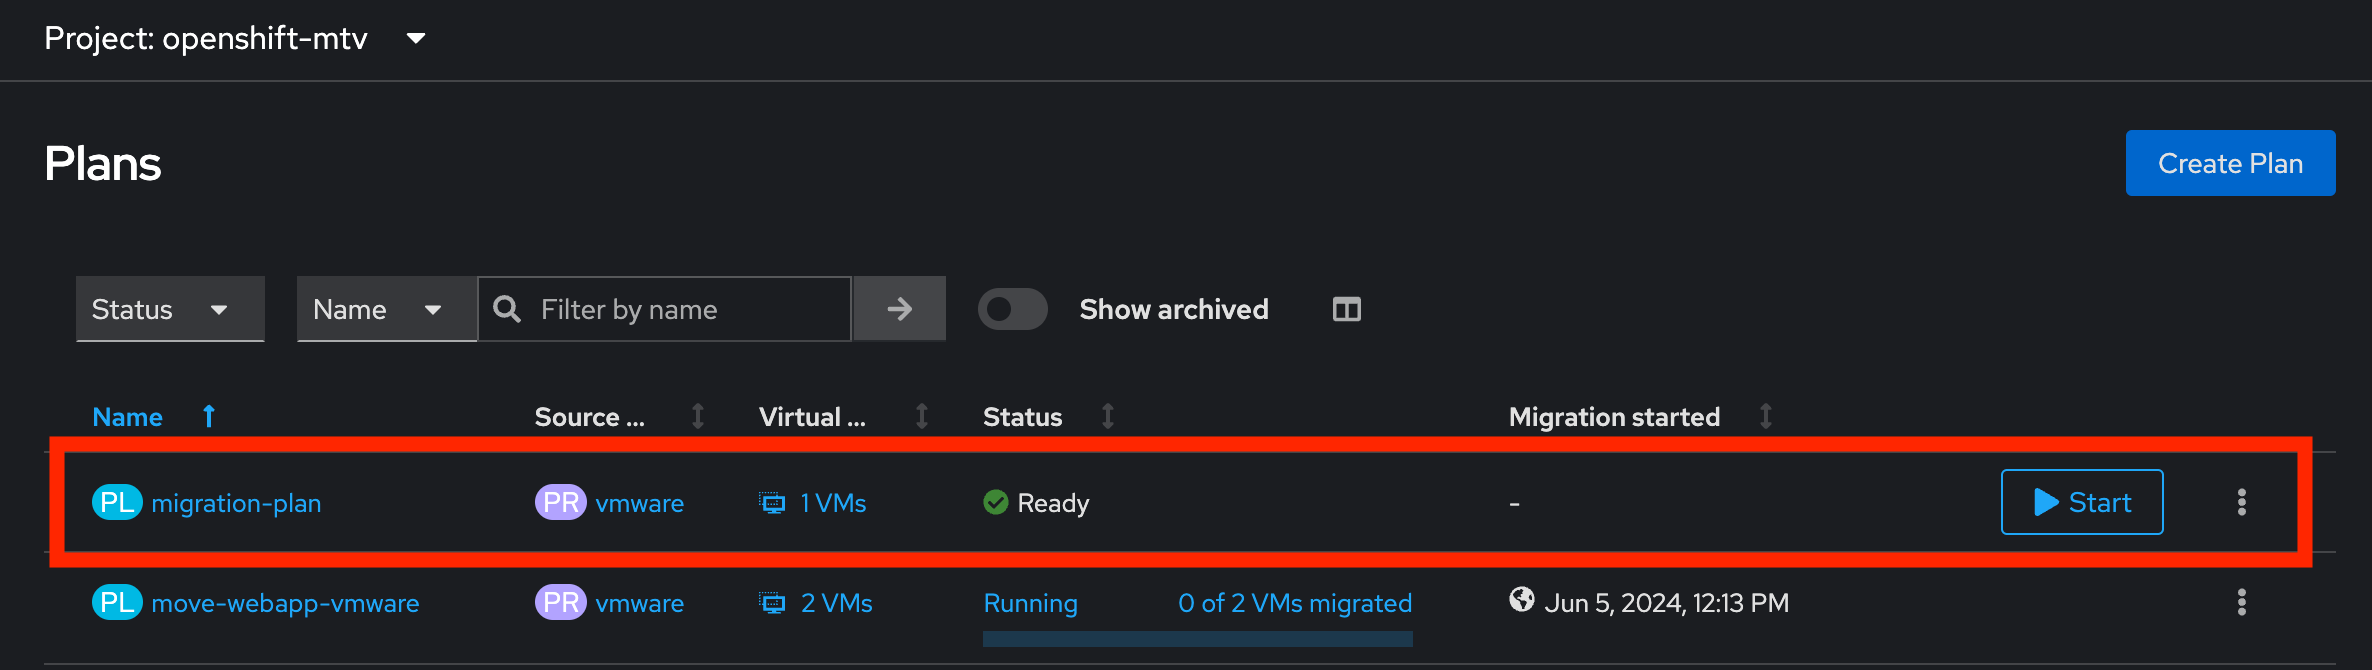 Project: openshift-mtv
Plans
Create Plan
Status
Name
Filter by name
Show archived
Name Source ... Virtual ... Status Migration started
PL migration-plan PR vmware 1 VMs Ready - Start
PL move-webapp-vmware PR vmware 2 VMs Running 0 of 2 VMs migrated Jun 5, 2024, 12:13 PM